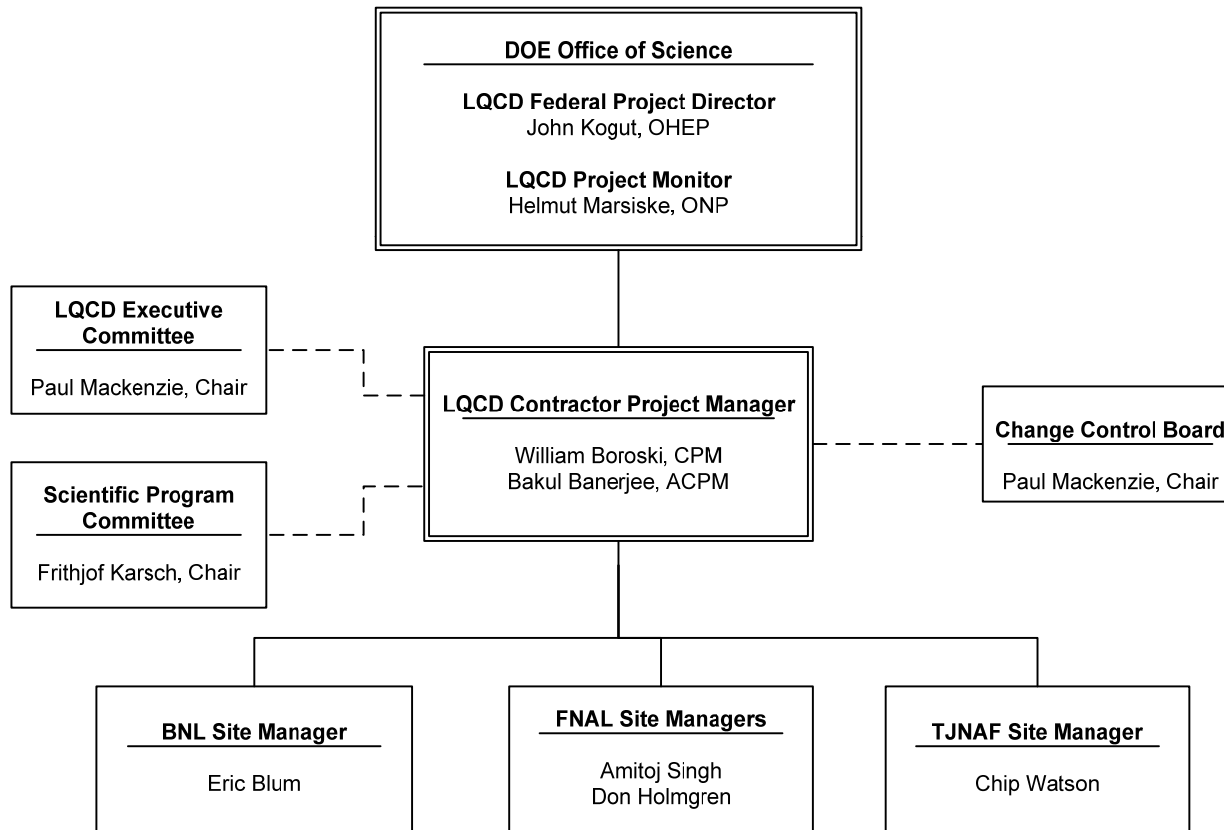 DOE Office of Science
LQCD Federal Project Director
John Kogut, OHEP
LQCD Project Monitor
Helmut Marsiske, ONP
LQCD Executive
Committee
Paul Mackenzie, Chair
LQCD Contractor Project Manager
William Boroski, CPM
Bakul Banerjee, ACPM
Change Control Board
Paul Mackenzie, Chair
Scientific Program
Committee
Frithjof Karsch, Chair
BNL Site Manager
Eric Blum
FNAL Site Managers
Amitoj Singh
Don Holmgren
TJNAF Site Manager
Chip Watson